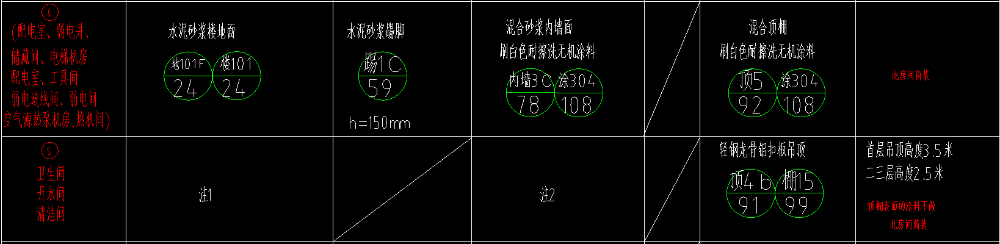 4
(配电室、弱电井、
储藏间、电梯机房
配电室、工具间
弱电进线间、弱电间
空气源热泵机房,热机间)
水泥砂浆楼地面
地101F 楼101
24 24
水泥砂浆踢脚
踢1C
59
h=150mm
混合砂浆内墙面
刷白色耐擦洗无机涂料
内墙3C 涂304
78 108
混合顶棚
刷白色耐擦洗无机涂料
顶5 涂304
92 108
此房间简装
5
卫生间
开水间
清洁间
注1
注2
轻钢龙骨铝扣板吊顶
顶4b 棚15
91 99
首层吊顶高度3.5米
二三层高度2.5米
顶棚表面的涂料不做
此房间简装